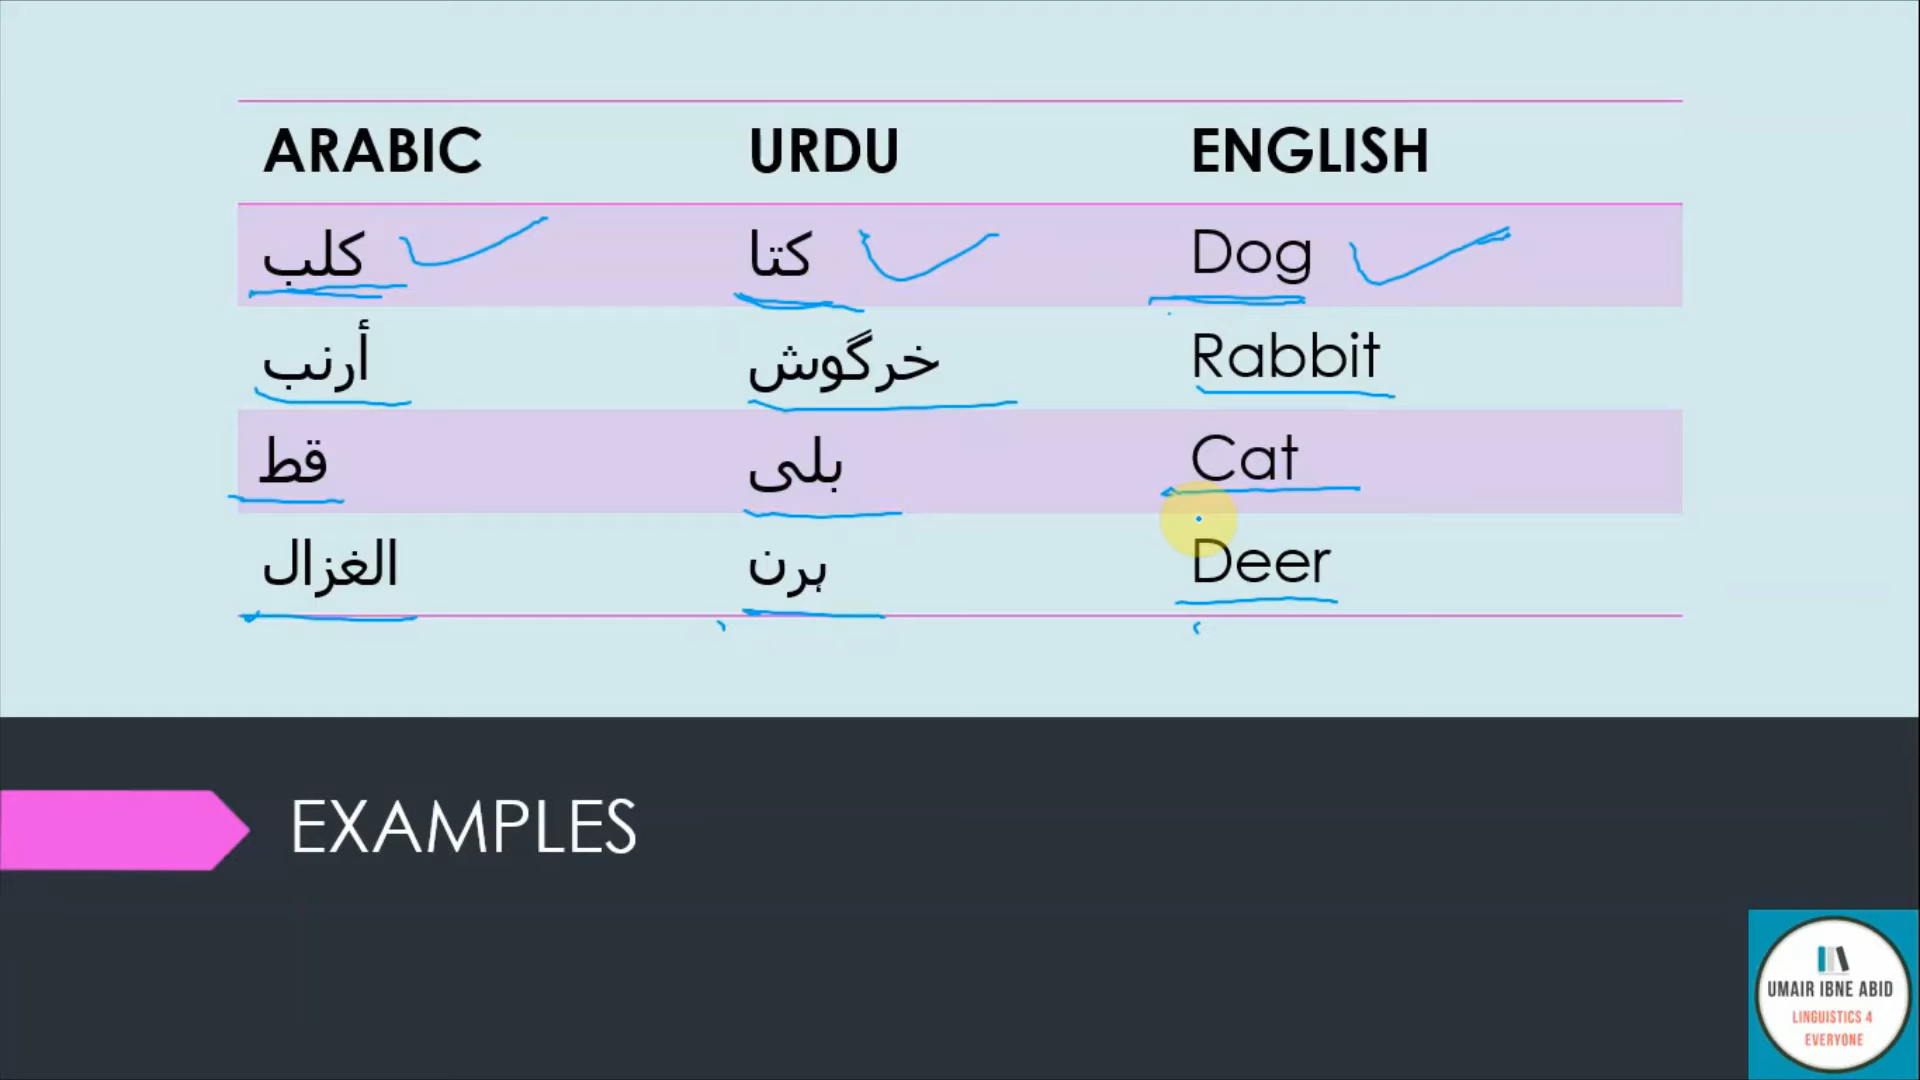 ARABIC URDU ENGLISH
كلب کتا Dog
أرنب خرگوش Rabbit
قط بلی Cat
الغزال ہرن Deer
EXAMPLES
UMAIR IBNE ABID
LINGUISTICS 4
EVERYONE